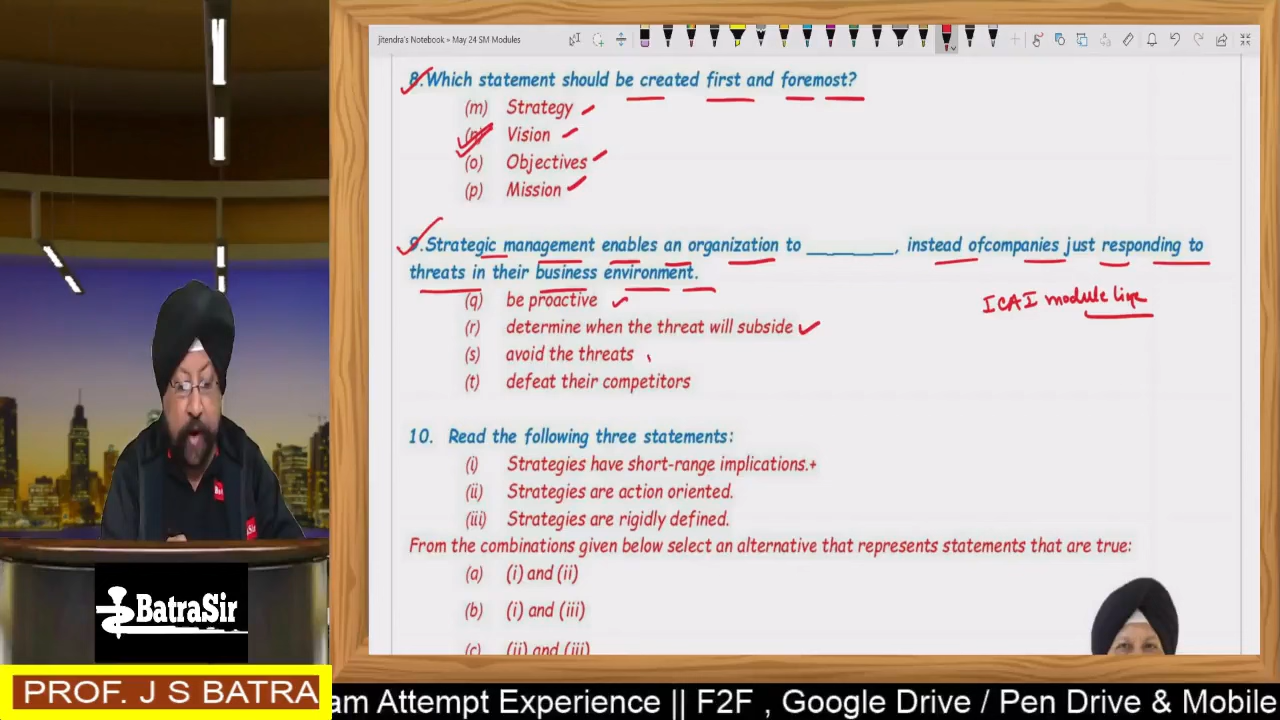 jitendra's Notebook » May 24 SM Modules
8.Which statement should be created first and foremost?
(m) Strategy
(n) Vision
(o) Objectives
(p) Mission
9.Strategic management enables an organization to _________, instead ofcompanies just responding to
threats in their business environment.
(q) be proactive
ICAI module line
(r) determine when the threat will subside
(s) avoid the threats
(t) defeat their competitors
10. Read the following three statements:
(i) Strategies have short-range implications.+
(ii) Strategies are action oriented.
(iii) Strategies are rigidly defined.
From the combinations given below select an alternative that represents statements that are true:
(a) (i) and (ii)
(b) (i) and (iii)
(c) (ii) and (iii)
BatraSir
PROF. J S BATRA
am Attempt Experience || F2F , Google Drive / Pen Drive & Mobile